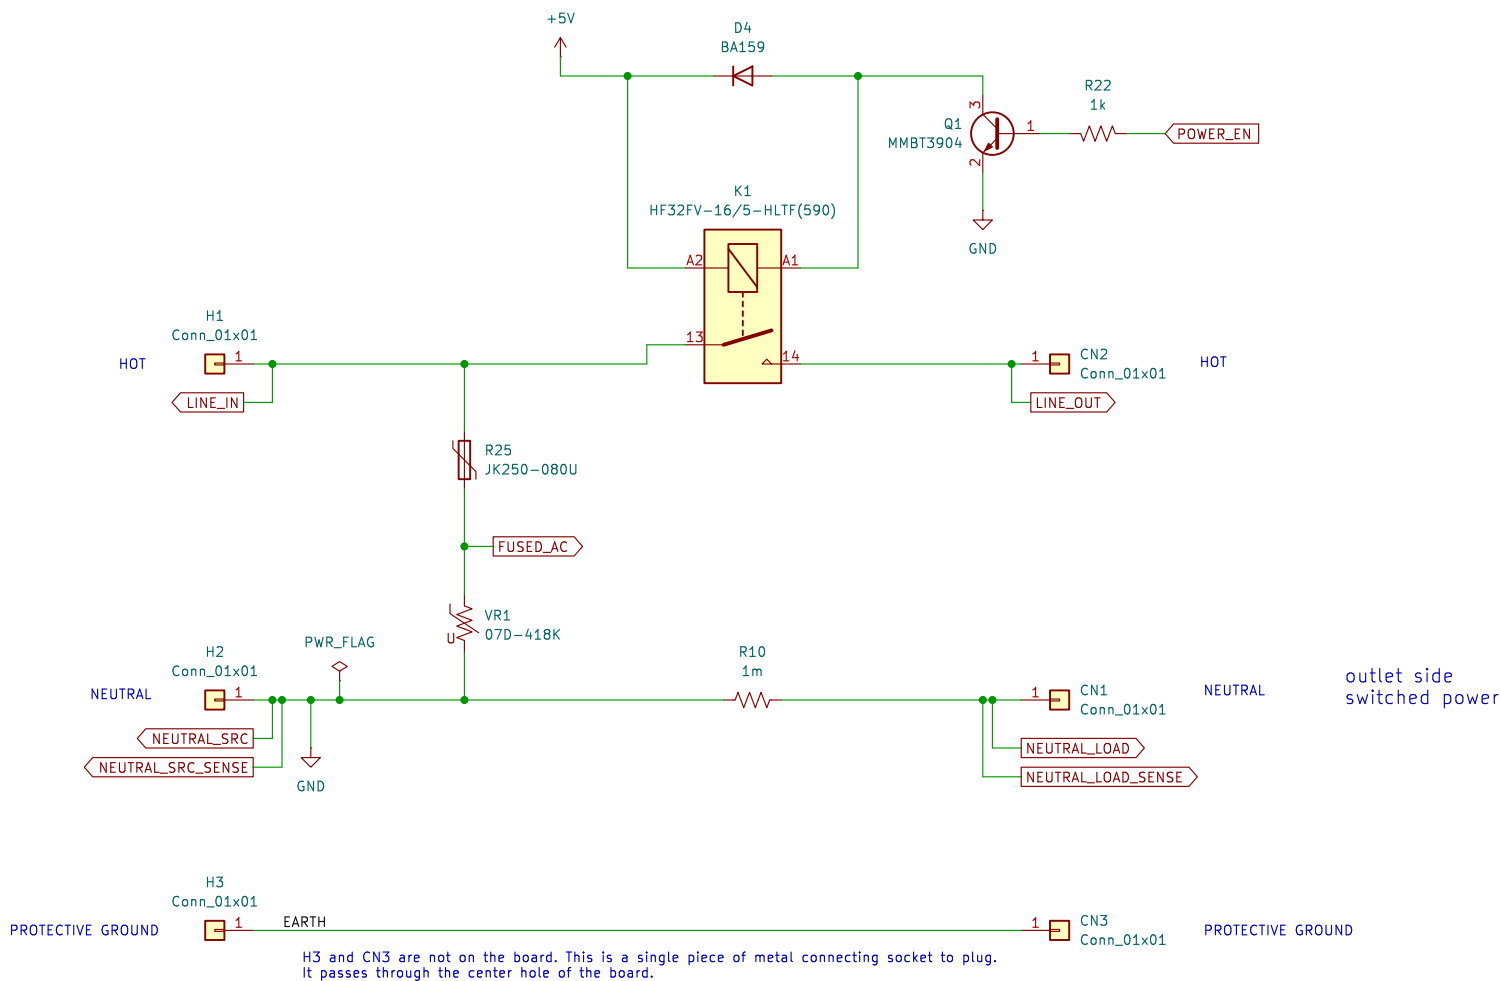 +5V
D4
BA159
R22
1k
3
Q1
MMBT3904
1
POWER_EN
2
K1
HF32FV-16/5-HLTF(590)
GND
A2
A1
H1
Conn_01x01
13
14
CN2
Conn_01x01
HOT
1
1
HOT
LINE_IN
LINE_OUT
R25
JK250-080U
FUSED_AC
VR1
07D-418K
U
PWR_FLAG
H2
Conn_01x01
R10
1m
NEUTRAL
1
1
CN1
Conn_01x01
NEUTRAL
outlet side
switched power
NEUTRAL_SRC
NEUTRAL_LOAD
NEUTRAL_SRC_SENSE
NEUTRAL_LOAD_SENSE
GND
H3
Conn_01x01
PROTECTIVE GROUND
1
EARTH
1
CN3
Conn_01x01
PROTECTIVE GROUND
H3 and CN3 are not on the board. This is a single piece of metal connecting socket to plug.
It passes through the center hole of the board.